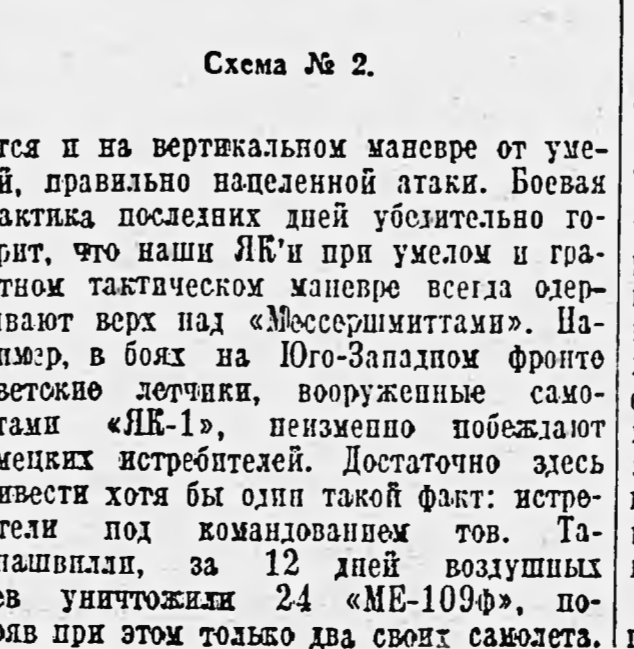 Схема № 2.
тся и на вертикальном маневре от уме-
й, правильно нацеленной атаки. Боевая
актика последних дней убедительно го-
рит, что наши ЯК'и при умелом и гра-
тном тактическом маневре всегда одер-
ивают верх над «Мессершмиттами». На-
имер, в боях на Юго-Западном фронте
ветские летчики, вооруженные само-
тами «ЯК-1», неизменно побеждают
мецких истребителей. Достаточно здесь
ивести хотя бы один такой факт: истре-
тели под командованием тов. Та-
пашвилли, за 12 дней воздушных
ев уничтожили 24 «МЕ-109ф», по-
ряв при этом только два своих самолета.